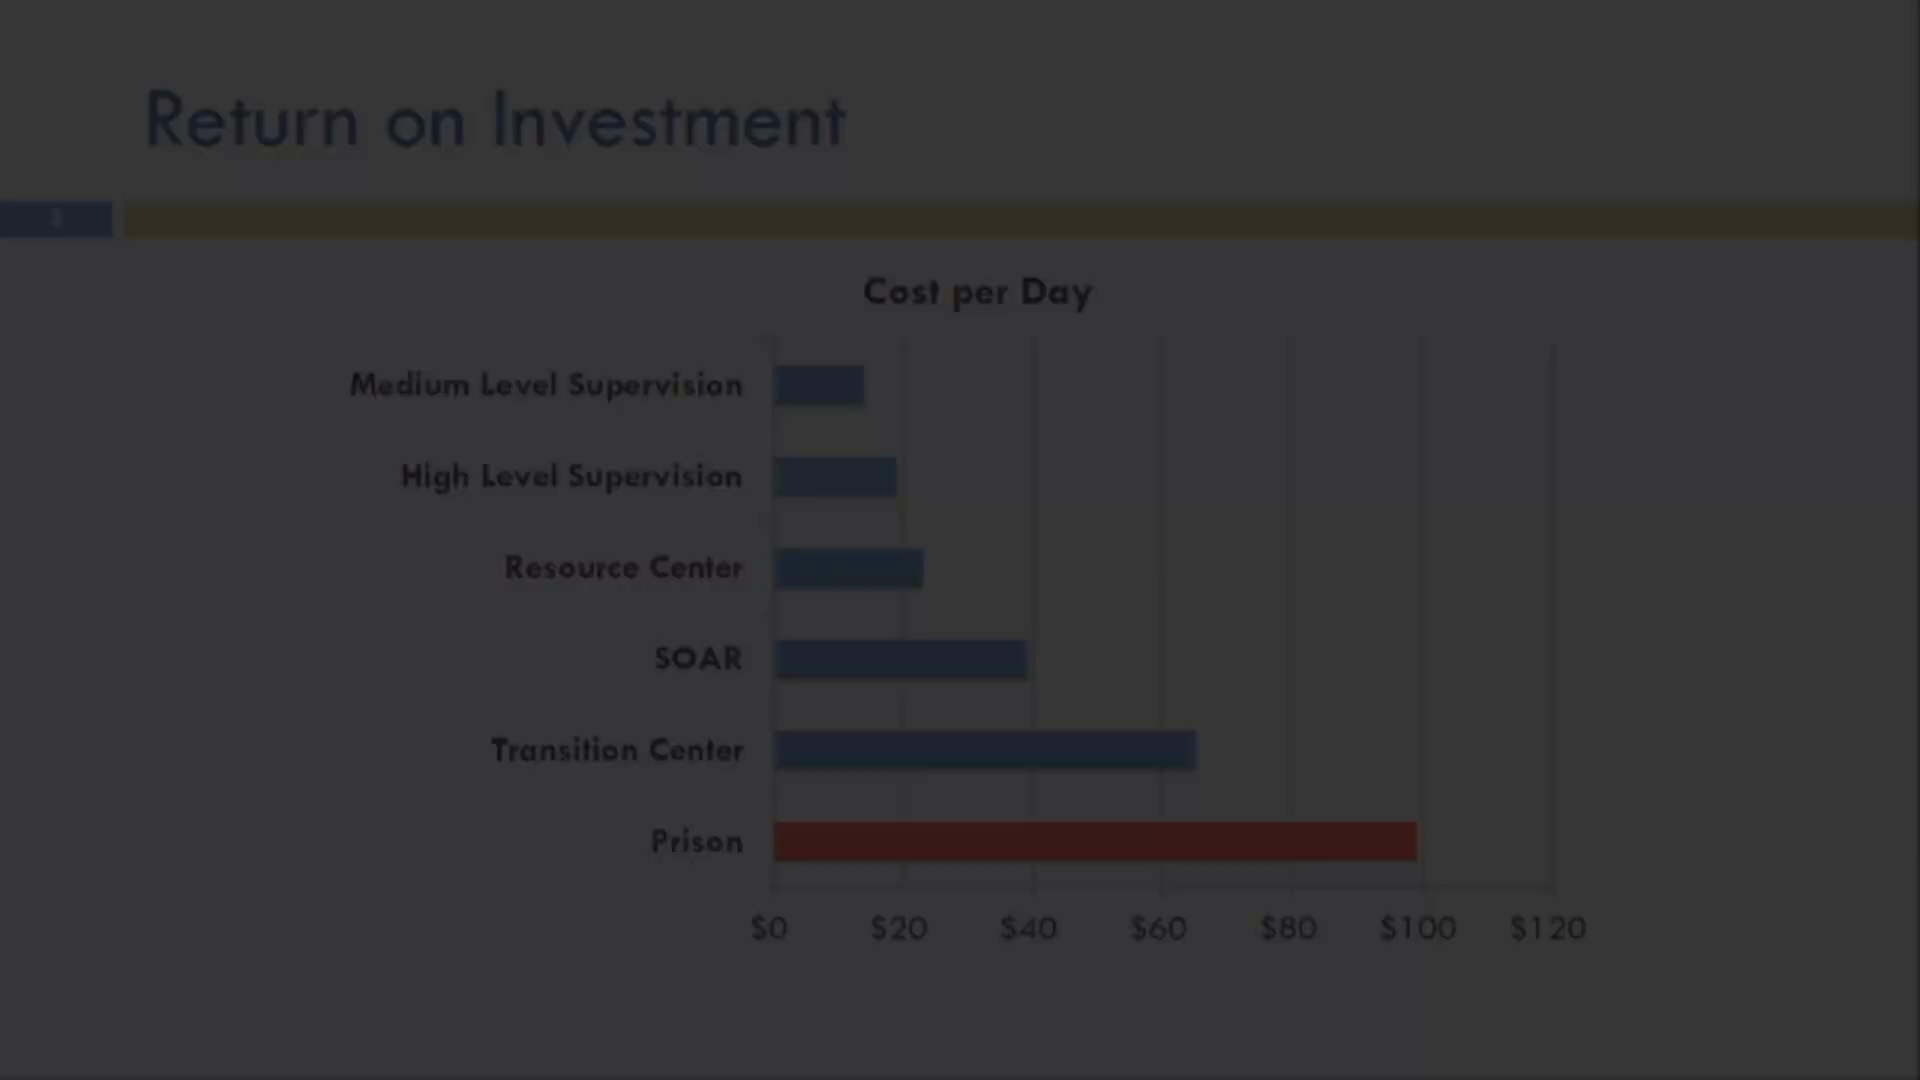 Return on Investment
Cost per Day
Medium Level Supervision
High Level Supervision
Resource Center
SOAR
Transition Center
Prison
$0 $20 $40 $60 $80 $100 $120